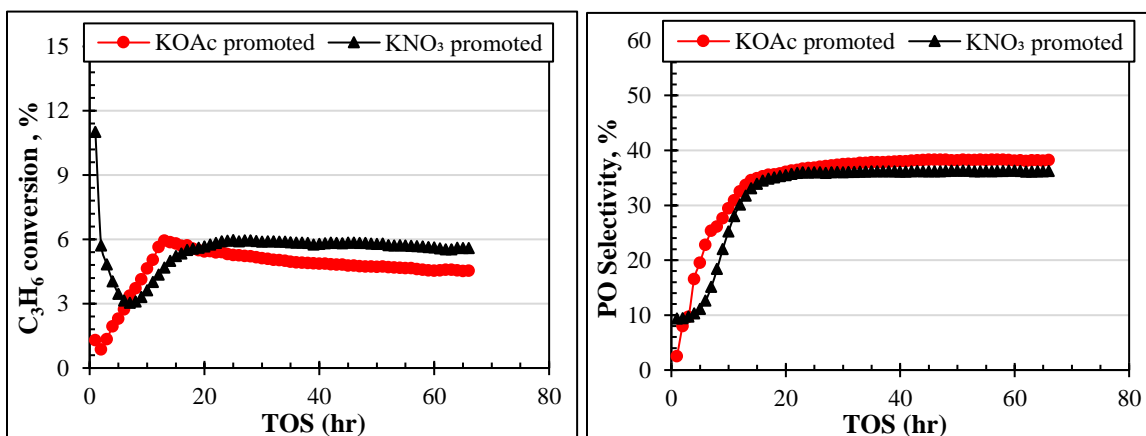 KOAc promoted KNO₃ promoted
15
12
9
6
3
0
C₃H₆ conversion , %
0 20 40 60 80
TOS (hr)
KOAc promoted KNO₃ promoted
60
50
40
30
20
10
0
PO Selectivity, %
0 20 40 60 80
TOS (hr)